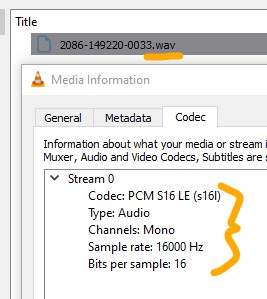 Title
2086-149220-0033.wav
Media Information
General
Metadata
Codec
Information about what your media or stream i
Muxer, Audio and Video Codecs, Subtitles are s
Stream 0
Codec: PCM S16 LE (s16l)
Type: Audio
Channels: Mono
Sample rate: 16000 Hz
Bits per sample: 16